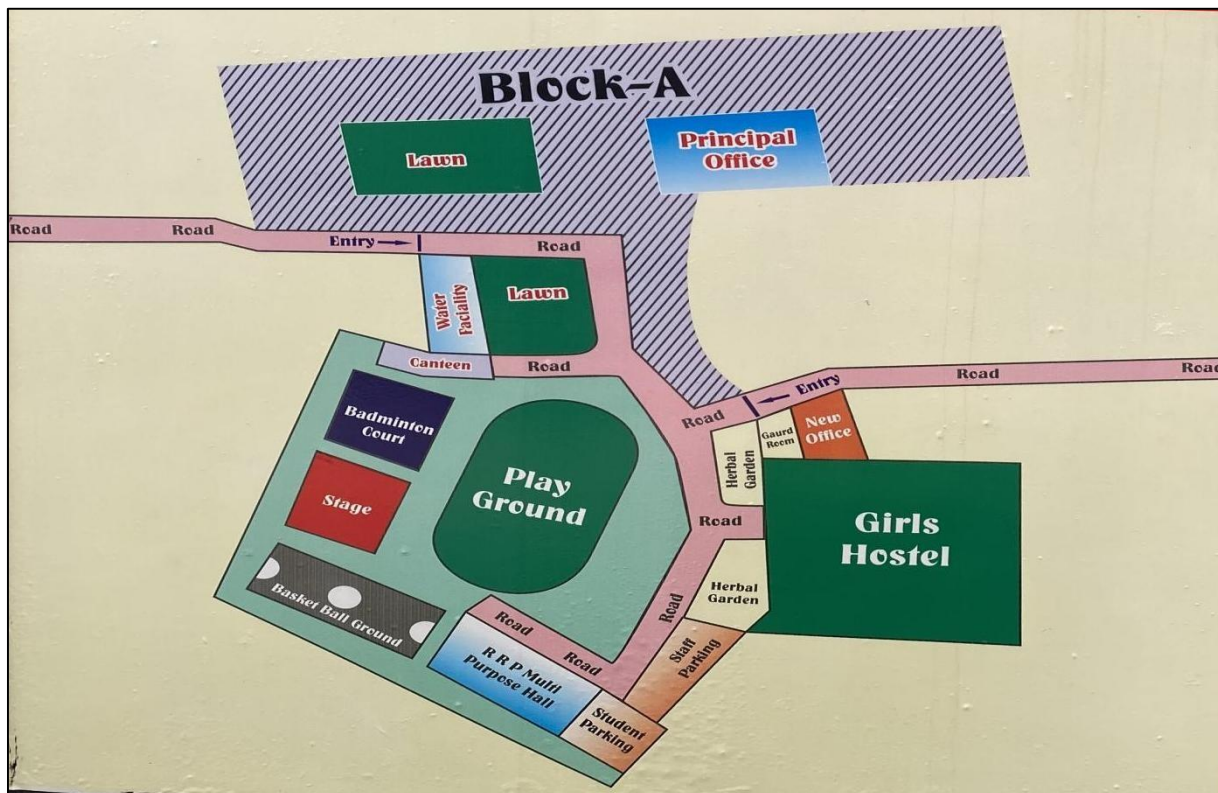 Block-A
Lawn
Principal
Office
Road
Road
Entry
Road
Water
Faciality
Lawn
Canteen
Road
Road
Entry
Road
Road
Badminton
Court
Gaurd
Room
New
Office
Herbal
Garden
Stage
Play
Ground
Road
Girls
Hostel
Basket Ball Ground
Herbal
Garden
Road
Road
Road
R R P Multi
Purpose Hall
Staff
Parking
Student
Parking